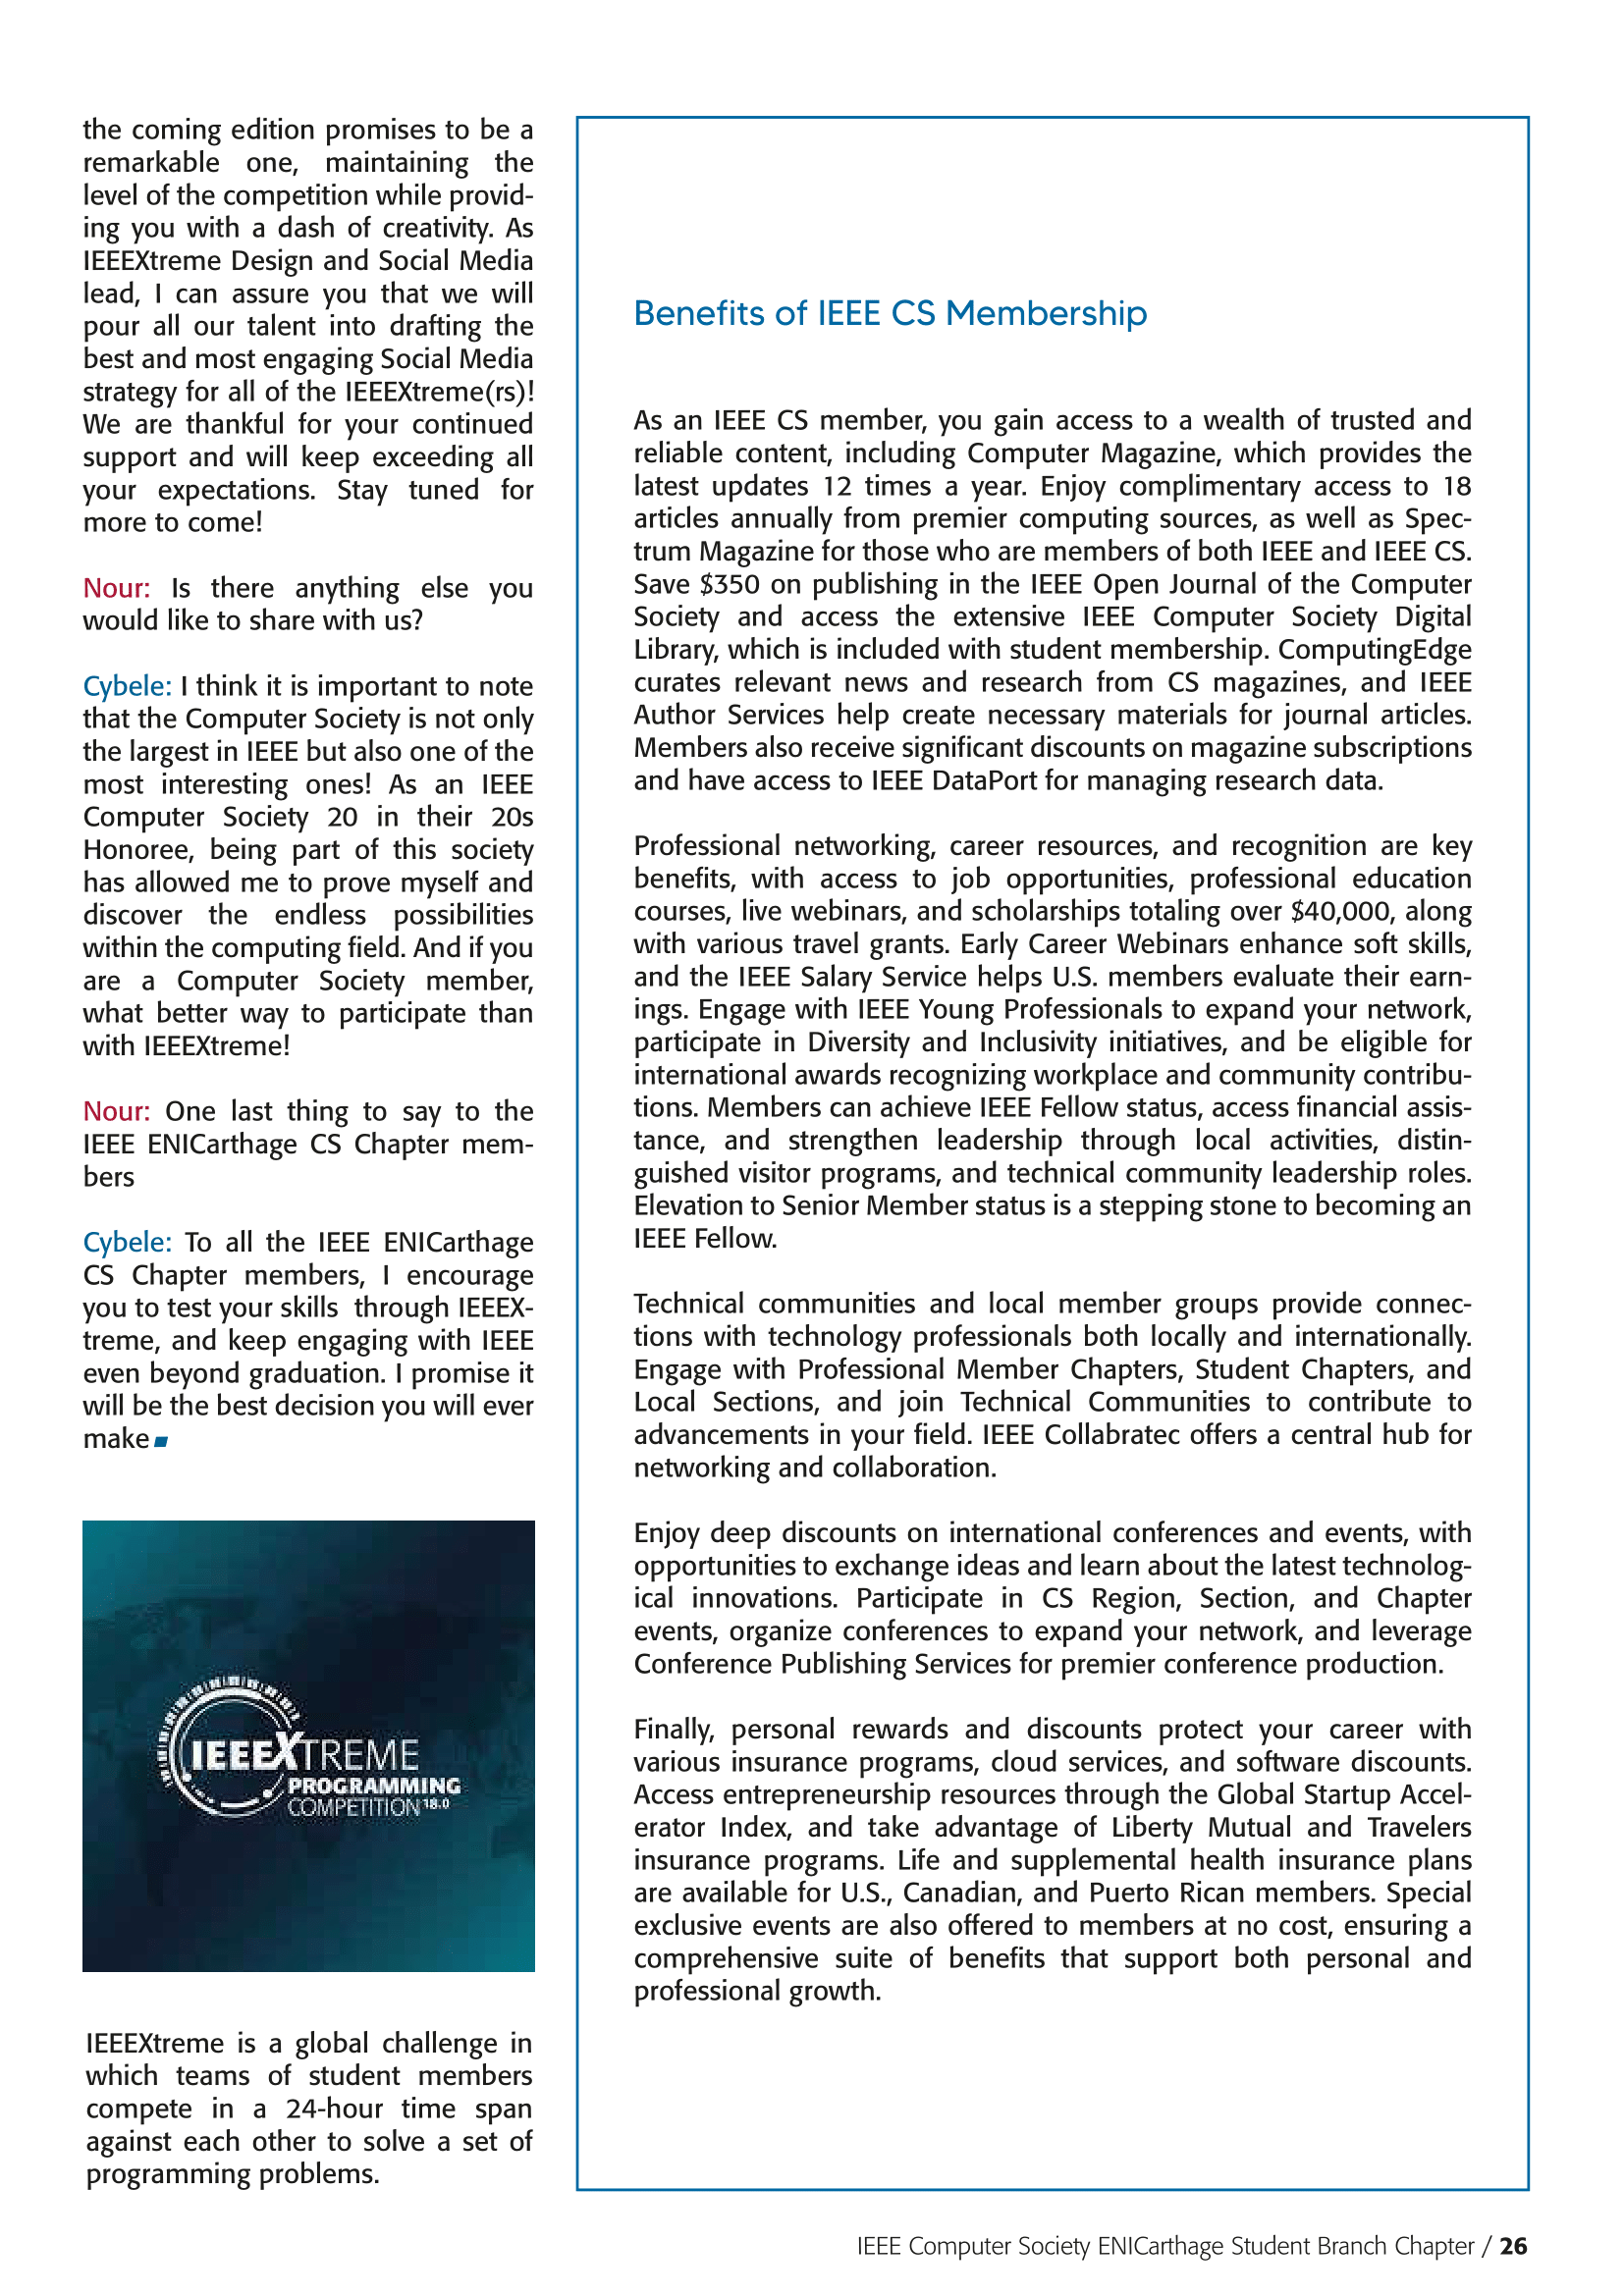 the coming edition promises to be a
remarkable one, maintaining the
level of the competition while provid-
ing you with a dash of creativity. As
IEEEXtreme Design and Social Media
lead, I can assure you that we will
pour all our talent into drafting the
best and most engaging Social Media
strategy for all of the IEEEXtreme(rs)!
We are thankful for your continued
support and will keep exceeding all
your expectations. Stay tuned for
more to come!
Nour: Is there anything else you
would like to share with us?
Cybele: I think it is important to note
that the Computer Society is not only
the largest in IEEE but also one of the
most interesting ones! As an IEEE
Computer Society 20 in their 20s
Honoree, being part of this society
has allowed me to prove myself and
discover the endless possibilities
within the computing field. And if you
are a Computer Society member,
what better way to participate than
with IEEEXtreme!
Nour: One last thing to say to the
IEEE ENICarthage CS Chapter mem-
bers
Cybele: To all the IEEE ENICarthage
CS Chapter members, I encourage
you to test your skills through IEEEX-
treme, and keep engaging with IEEE
even beyond graduation. I promise it
will be the best decision you will ever
make
IEEEXTREME
PROGRAMMING
COMPETITION 18.0
IEEEXtreme is a global challenge in
which teams of student members
compete in a 24-hour time span
against each other to solve a set of
programming problems.
Benefits of IEEE CS Membership
As an IEEE CS member, you gain access to a wealth of trusted and
reliable content, including Computer Magazine, which provides the
latest updates 12 times a year. Enjoy complimentary access to 18
articles annually from premier computing sources, as well as Spec-
trum Magazine for those who are members of both IEEE and IEEE CS.
Save $350 on publishing in the IEEE Open Journal of the Computer
Society and access the extensive IEEE Computer Society Digital
Library, which is included with student membership. ComputingEdge
curates relevant news and research from CS magazines, and IEEE
Author Services help create necessary materials for journal articles.
Members also receive significant discounts on magazine subscriptions
and have access to IEEE DataPort for managing research data.
Professional networking, career resources, and recognition are key
benefits, with access to job opportunities, professional education
courses, live webinars, and scholarships totaling over $40,000, along
with various travel grants. Early Career Webinars enhance soft skills,
and the IEEE Salary Service helps U.S. members evaluate their earn-
ings. Engage with IEEE Young Professionals to expand your network,
participate in Diversity and Inclusivity initiatives, and be eligible for
international awards recognizing workplace and community contribu-
tions. Members can achieve IEEE Fellow status, access financial assis-
tance, and strengthen leadership through local activities, distin-
guished visitor programs, and technical community leadership roles.
Elevation to Senior Member status is a stepping stone to becoming an
IEEE Fellow.
Technical communities and local member groups provide connec-
tions with technology professionals both locally and internationally.
Engage with Professional Member Chapters, Student Chapters, and
Local Sections, and join Technical Communities to contribute to
advancements in your field. IEEE Collabratec offers a central hub for
networking and collaboration.
Enjoy deep discounts on international conferences and events, with
opportunities to exchange ideas and learn about the latest technolog-
ical innovations. Participate in CS Region, Section, and Chapter
events, organize conferences to expand your network, and leverage
Conference Publishing Services for premier conference production.
Finally, personal rewards and discounts protect your career with
various insurance programs, cloud services, and software discounts.
Access entrepreneurship resources through the Global Startup Accel-
erator Index, and take advantage of Liberty Mutual and Travelers
insurance programs. Life and supplemental health insurance plans
are available for U.S., Canadian, and Puerto Rican members. Special
exclusive events are also offered to members at no cost, ensuring a
comprehensive suite of benefits that support both personal and
professional growth.
IEEE Computer Society ENICarthage Student Branch Chapter / 26